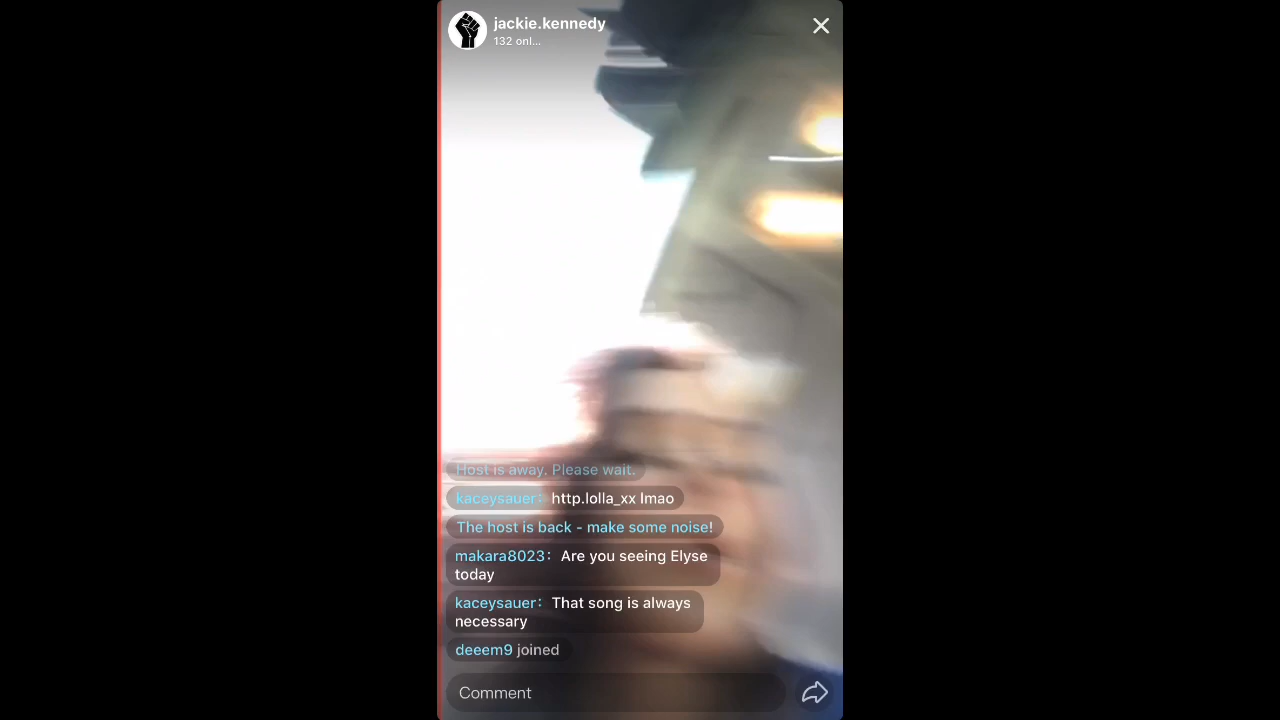 jackie.kennedy
132 onl...
Host is away. Please wait.
kaceysauer: http.lolla_xx lmao
The host is back - make some noise!
makara8023: Are you seeing Elyse
today
kaceysauer: That song is always
necessary
deeem9 joined
Comment